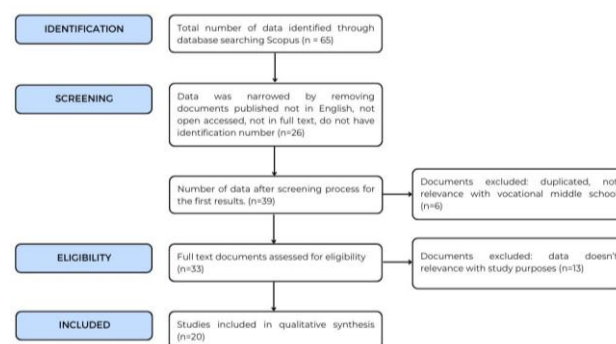 IDENTIFICATION
Total number of data identified through
database searching Scopus (n = 65)
SCREENING
Data was narrowed by removing
documents published not in English, not
open accessed, not in full text, do not have
identification number (n=26)
Number of data after screening process for
the first results. (n=39)
Documents excluded: duplicated, not
relevance with vocational middle school
(n=6)
ELIGIBILITY
Full text documents assessed for eligibility
(n=33)
Documents excluded: data doesn't
relevance with study purposes (n=13)
INCLUDED
Studies included in qualitative synthesis
(n=20)